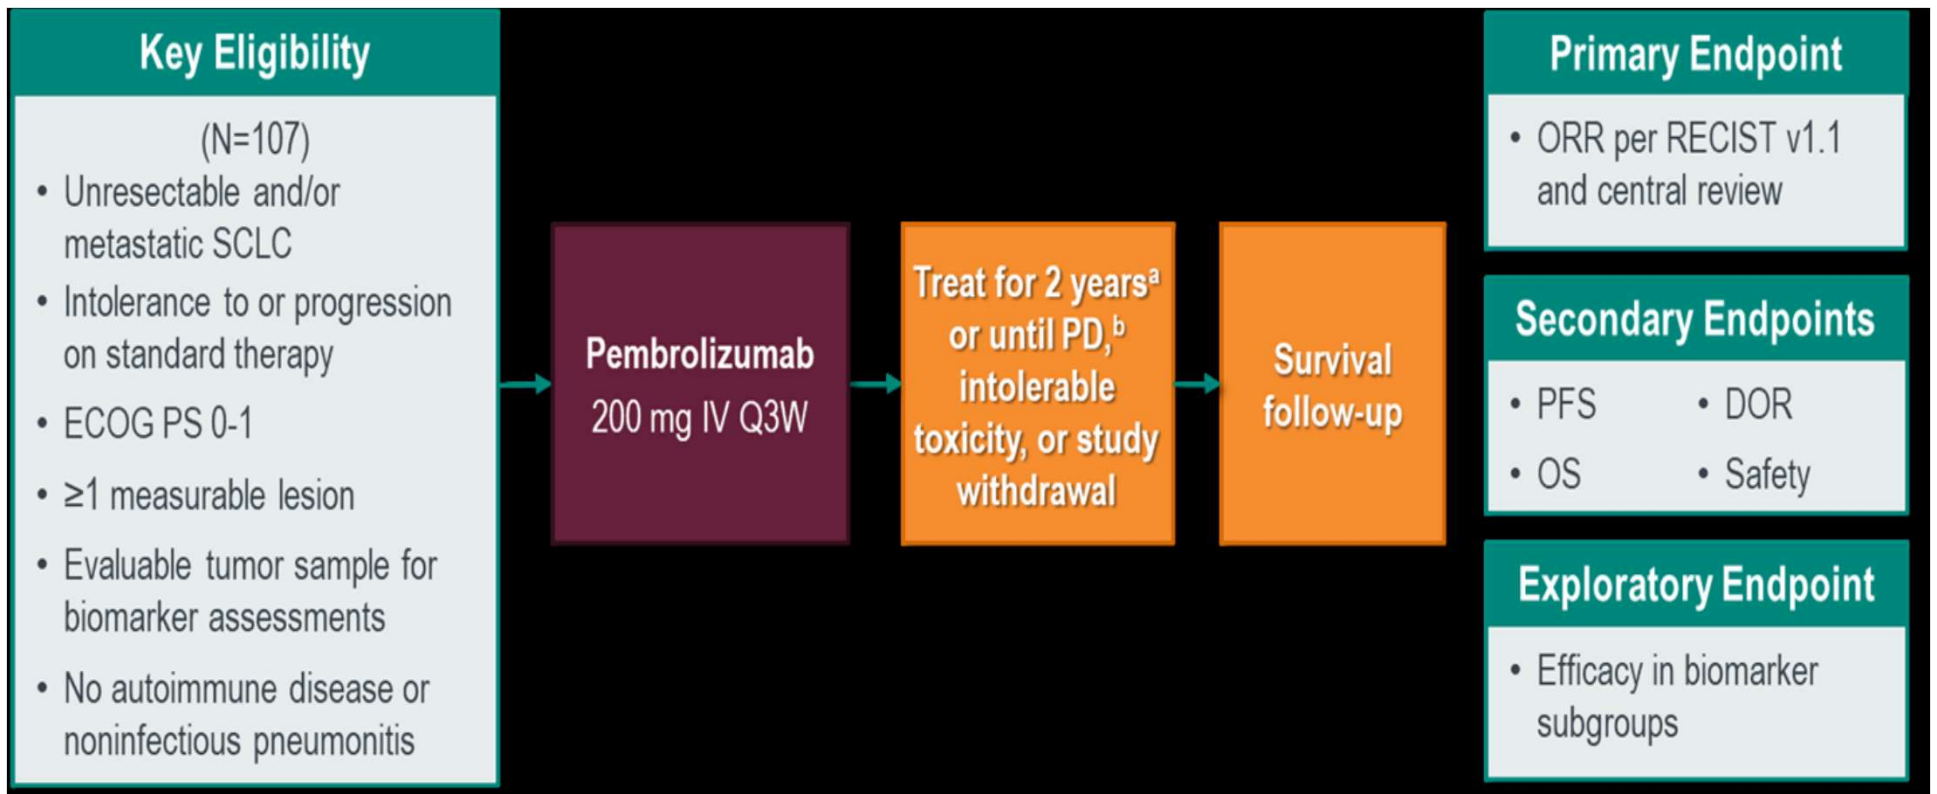 Key Eligibility
(N=107)
• Unresectable and/or
metastatic SCLC
• Intolerance to or progression
on standard therapy
• ECOG PS 0-1
• ≥1 measurable lesion
• Evaluable tumor sample for
biomarker assessments
• No autoimmune disease or
noninfectious pneumonitis
Pembrolizumab
200 mg IV Q3W
Treat for 2 yearsᵃ
or until PD,ᵇ
intolerable
toxicity, or study
withdrawal
Survival
follow-up
Primary Endpoint
• ORR per RECIST v1.1
and central review
Secondary Endpoints
• PFS • DOR
• OS • Safety
Exploratory Endpoint
• Efficacy in biomarker
subgroups